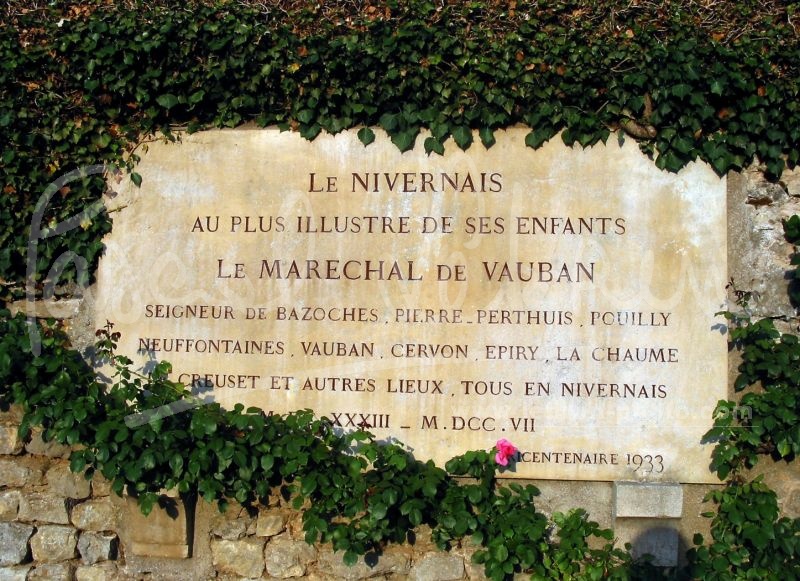 LE NIVERNAIS
AU PLUS ILLUSTRE DE SES ENFANTS
LE MARECHAL DE VAUBAN
SEIGNEUR DE BAZOCHES . PIERRE-PERTHUIS . POUILLY
NEUFFONTAINES . VAUBAN . CERVON . EPIRY . LA CHAUME
CREUSET ET AUTRES LIEUX , TOUS EN NIVERNAIS
XXXIII - M.DCC.VII
ICENTENAIRE 1933